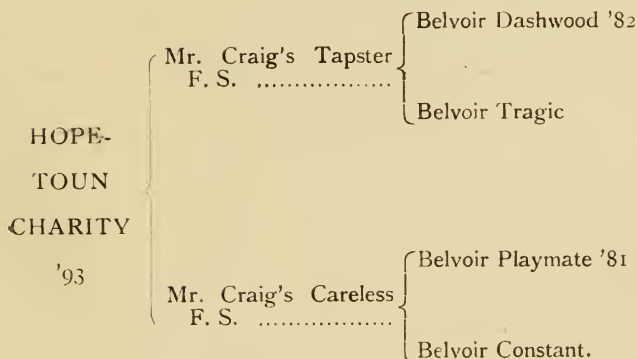 Belvoir Dashwood '82
Mr. Craig's Tapster
F. S. ..................
Belvoir Tragic
HOPE-
TOUN
CHARITY
'93
Belvoir Playmate '81
Mr. Craig's Careless
F. S. ..................
Belvoir Constant.